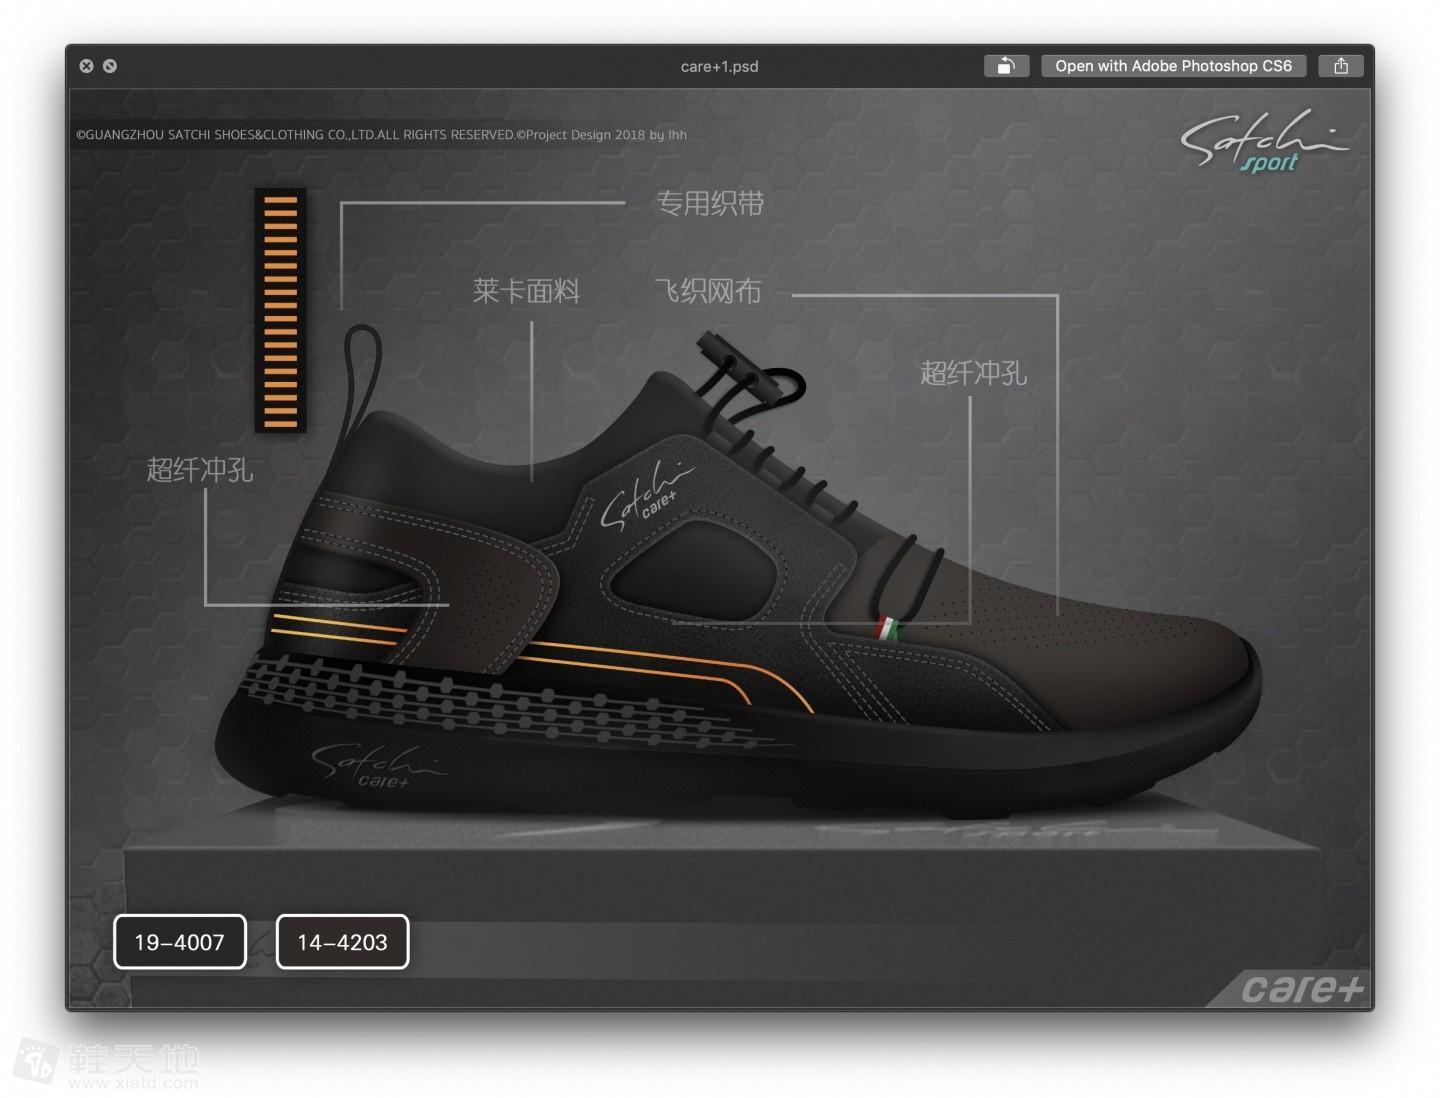 care+1.psd
Open with Adobe Photoshop CS6
©GUANGZHOU SATCHI SHOES&CLOTHING CO.,LTD.ALL RIGHTS RESERVED.©Project Design 2018 by lhh
Satchi
sport
专用织带
莱卡面料
飞织网布
超纤冲孔
超纤冲孔
Satchi
care+
Satchi
care+
sport
19-4007
14-4203
care+
鞋天地
www.xietd.com